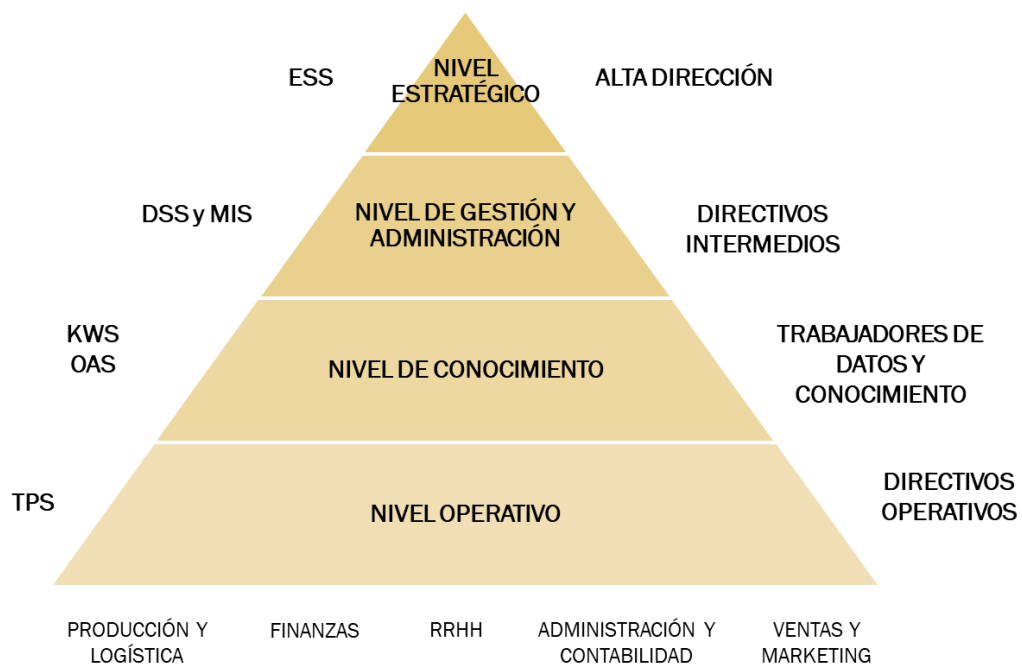 ESS
NIVEL
ESTRATÉGICO
ALTA DIRECCIÓN
DSS y MIS
NIVEL DE GESTIÓN Y
ADMINISTRACIÓN
DIRECTIVOS
INTERMEDIOS
KWS
OAS
NIVEL DE CONOCIMIENTO
TRABAJADORES DE
DATOS Y
CONOCIMIENTO
TPS
NIVEL OPERATIVO
DIRECTIVOS
OPERATIVOS
PRODUCCIÓN Y
LOGÍSTICA
FINANZAS
RRHH
ADMINISTRACIÓN Y
CONTABILIDAD
VENTAS Y
MARKETING